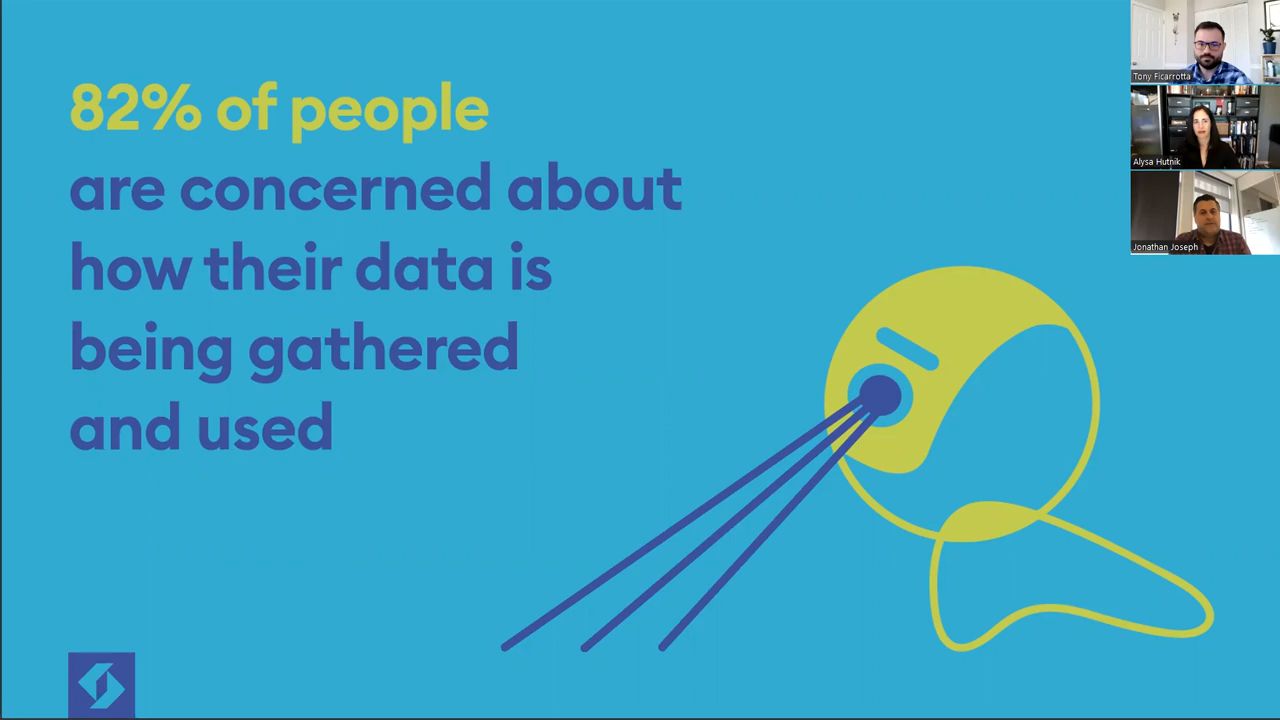 82% of people
are concerned about
how their data is
being gathered
and used
Tony Ficarrotta
Alysa Hutnik
Jonathan Joseph